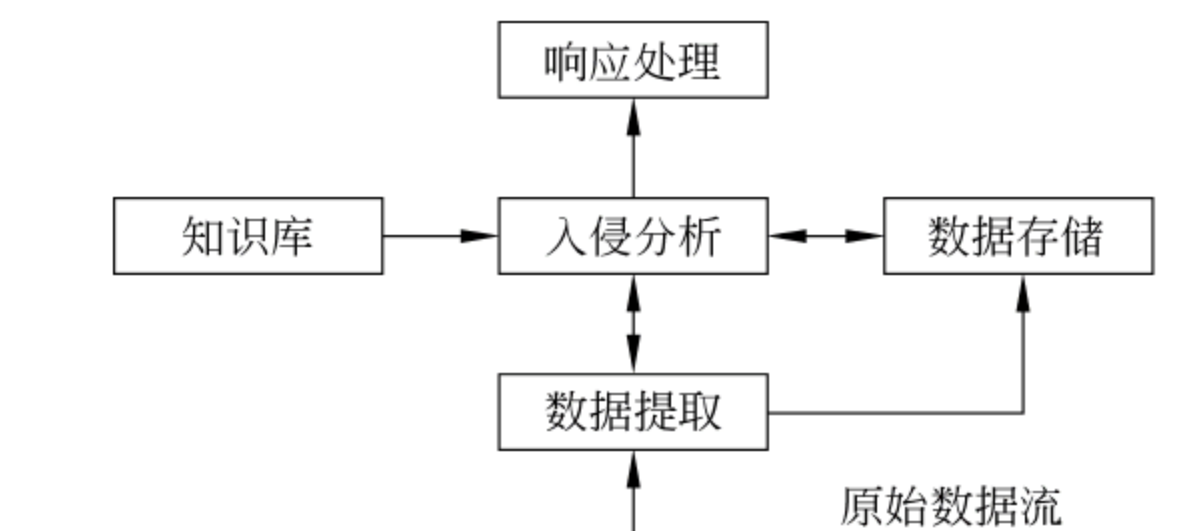 响应处理
知识库
入侵分析
数据存储
数据提取
原始数据流